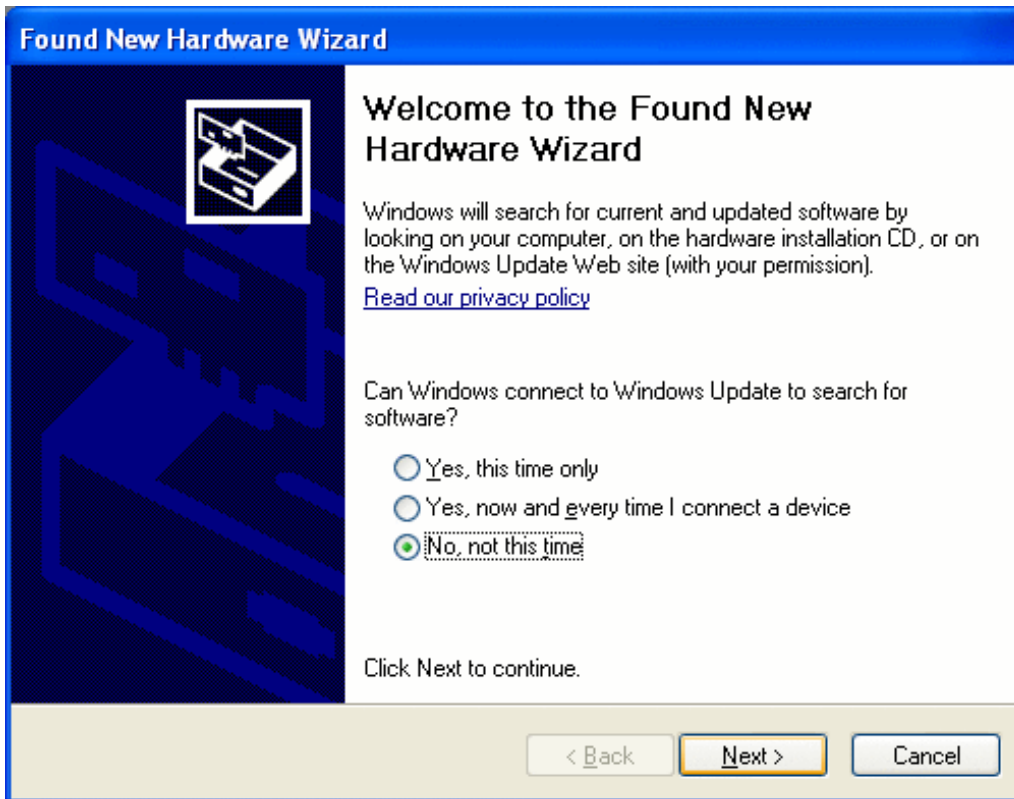 Found New Hardware Wizard
Welcome to the Found New
Hardware Wizard
Windows will search for current and updated software by
looking on your computer, on the hardware installation CD, or on
the Windows Update Web site (with your permission).
Read our privacy policy
Can Windows connect to Windows Update to search for
software?
Yes, this time only
Yes, now and every time I connect a device
No, not this time
Click Next to continue.
< Back Next > Cancel